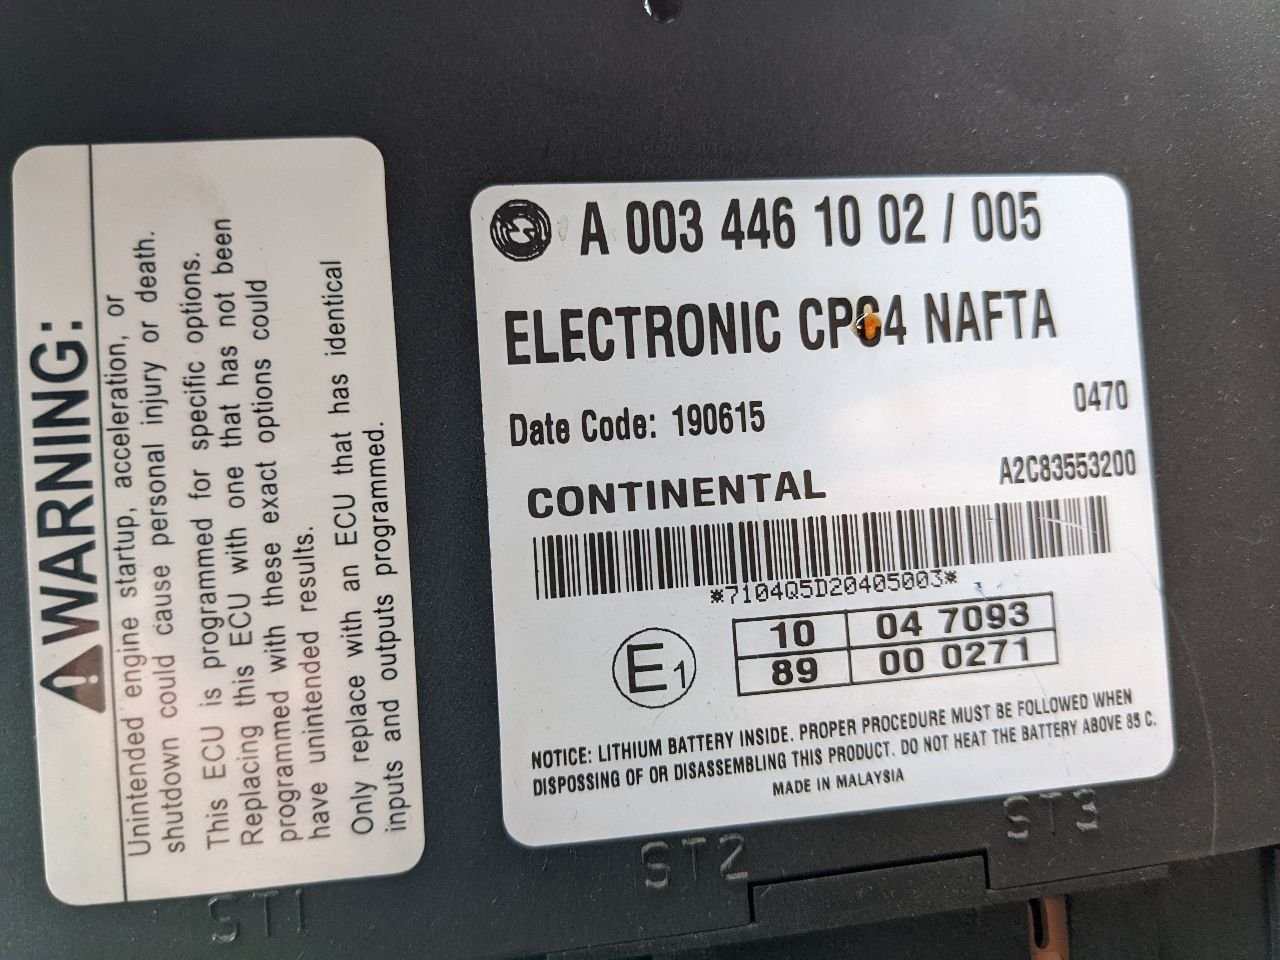 WARNING:
Unintended engine startup, acceleration, or
shutdown could cause personal injury or death.
This ECU is programmed for specific options.
Replacing this ECU with one that has not been
programmed with these exact options could
have unintended results.
Only replace with an ECU that has identical
inputs and outputs programmed.
A 003 446 10 02 / 005
ELECTRONIC CPC4 NAFTA
Date Code: 190615
0470
CONTINENTAL
A2C83553200
*7104Q5D20405003*
E1
10 04 7093
89 00 0271
NOTICE: LITHIUM BATTERY INSIDE. PROPER PROCEDURE MUST BE FOLLOWED WHEN
DISPOSSING OF OR DISASSEMBLING THIS PRODUCT. DO NOT HEAT THE BATTERY ABOVE 85 C.
MADE IN MALAYSIA
ST1
ST2
ST3